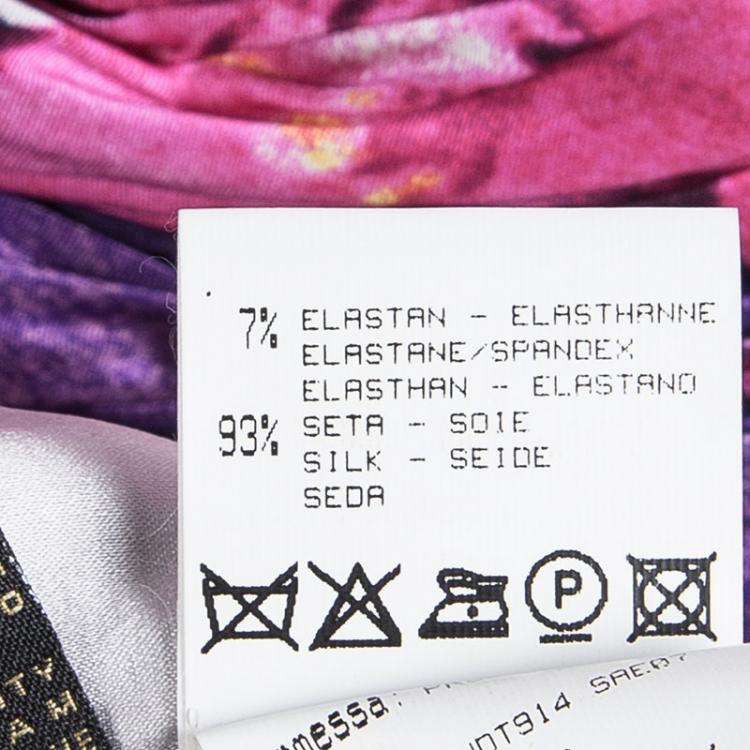 7% ELASTAN - ELASTHANNE
ELASTANE/SPANDEX
ELASTHAN - ELASTANO
93% SETA - SOIE
SILK - SEIDE
SEDA
P